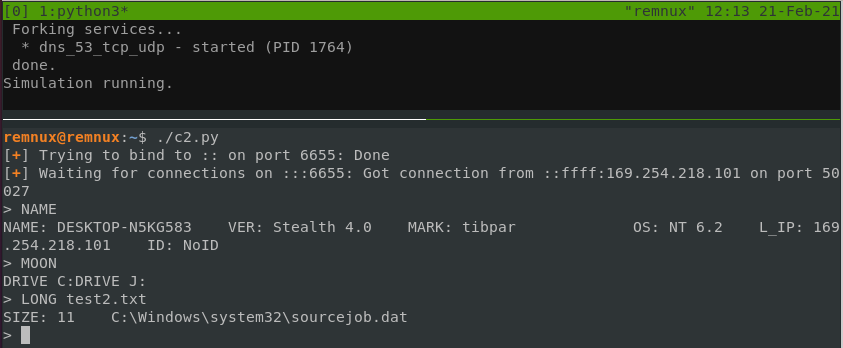 [0] 1:python3* "remnux" 12:13 21-Feb-21
Forking services...
* dns_53_tcp_udp - started (PID 1764)
done.
Simulation running.
remnux@remnux:~$ ./c2.py
[+] Trying to bind to :: on port 6655: Done
[+] Waiting for connections on :::6655: Got connection from ::ffff:169.254.218.101 on port 50
027
> NAME
NAME: DESKTOP-N5KG583    VER: Stealth 4.0    MARK: tibpar             OS: NT 6.2    L_IP: 169
.254.218.101    ID: NoID
> MOON
DRIVE C:DRIVE J:
> LONG test2.txt
SIZE: 11    C:\Windows\system32\sourcejob.dat
>